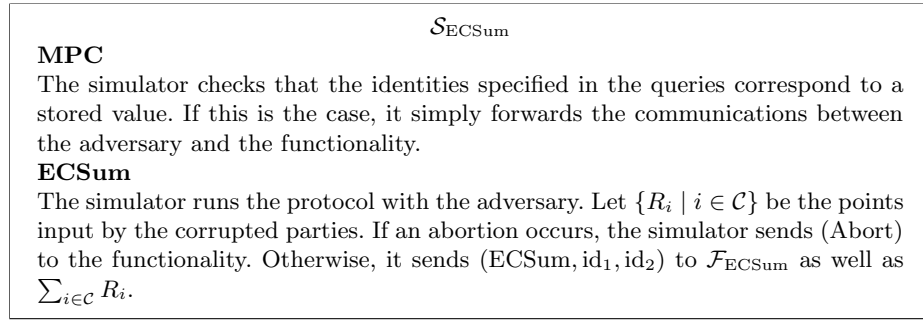 𝒮_ECSum
MPC
The simulator checks that the identities specified in the queries correspond to a
stored value. If this is the case, it simply forwards the communications between
the adversary and the functionality.
ECSum
The simulator runs the protocol with the adversary. Let {R_i | i ∈ 𝒞} be the points
input by the corrupted parties. If an abortion occurs, the simulator sends (Abort)
to the functionality. Otherwise, it sends (ECSum, id₁, id₂) to ℱ_ECSum as well as
∑_{i∈𝒞} R_i.